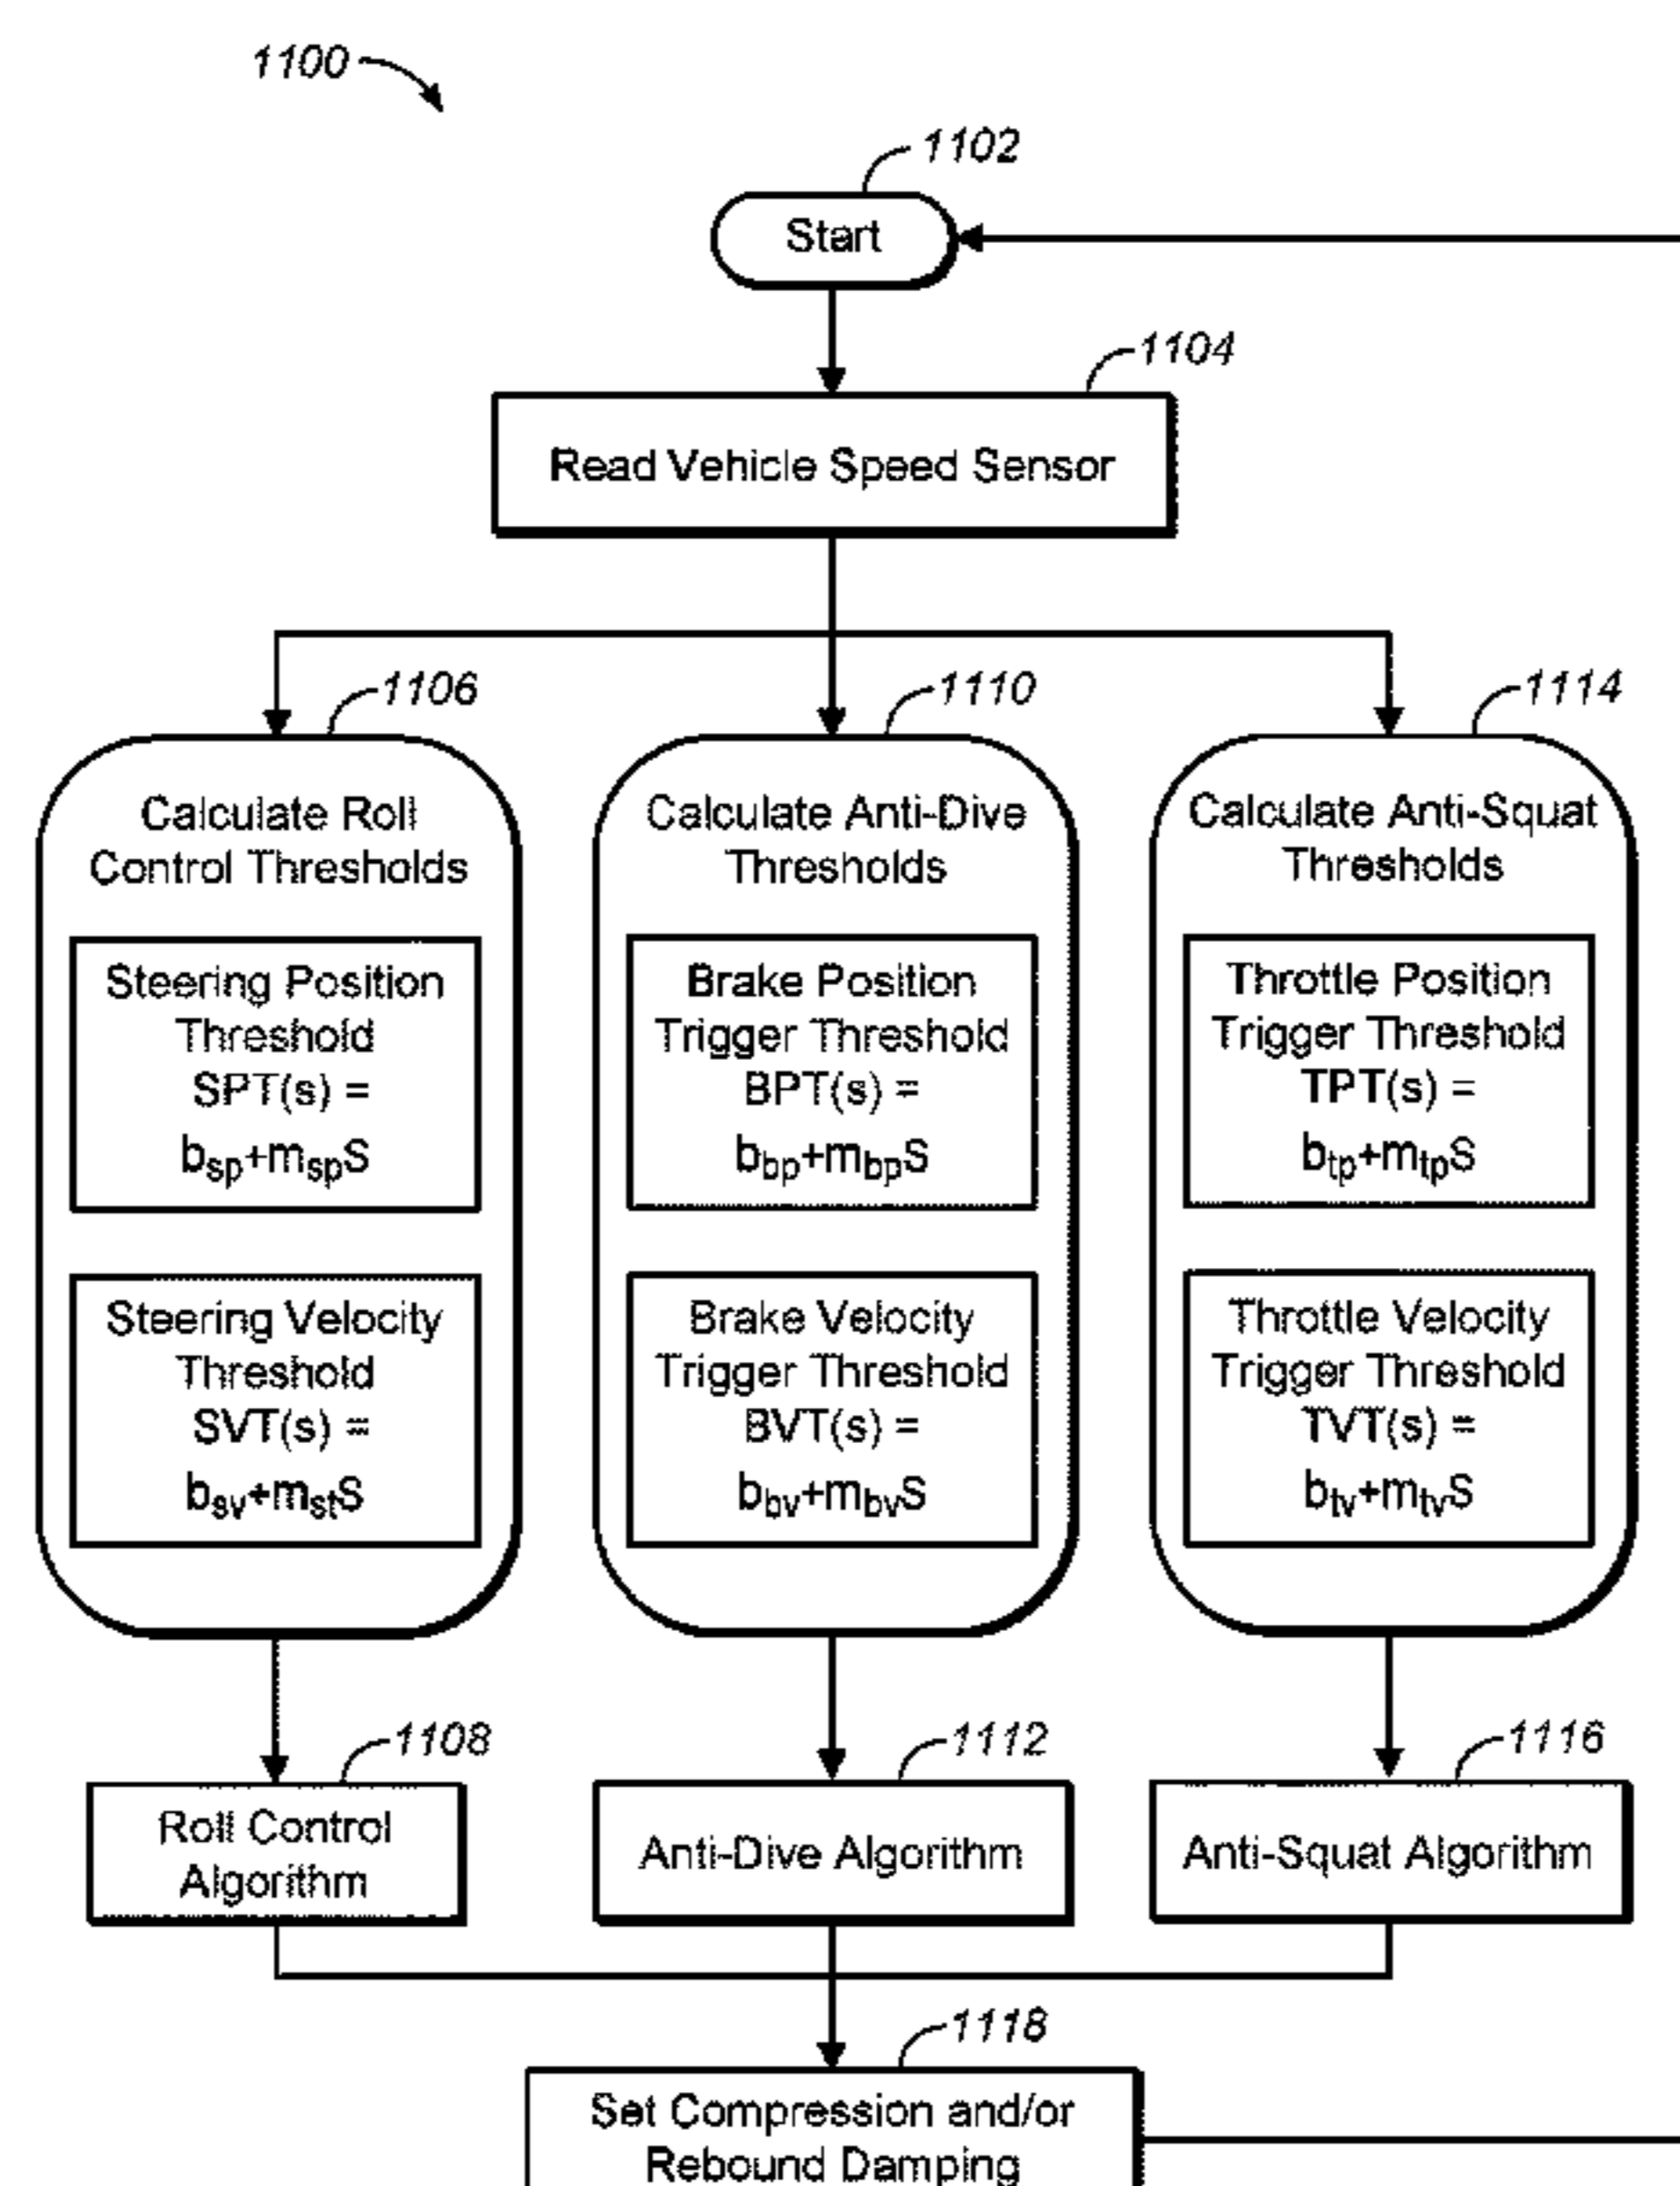 1100
1102
Start
1104
Read Vehicle Speed Sensor
1106
Calculate Roll
Control Thresholds
Steering Position
Threshold
SPT(s) =
bsp+mspS
Steering Velocity
Threshold
SVT(s) =
bsv+mstS
1110
Calculate Anti-Dive
Thresholds
Brake Position
Trigger Threshold
BPT(s) =
bbp+mbpS
Brake Velocity
Trigger Threshold
BVT(s) =
bbv+mbvS
1114
Calculate Anti-Squat
Thresholds
Throttle Position
Trigger Threshold
TPT(s) =
btp+mtpS
Throttle Velocity
Trigger Threshold
TVT(s) =
btv+mtvS
1108
Roll Control
Algorithm
1112
Anti-Dive Algorithm
1116
Anti-Squat Algorithm
1118
Set Compression and/or
Rebound Damping